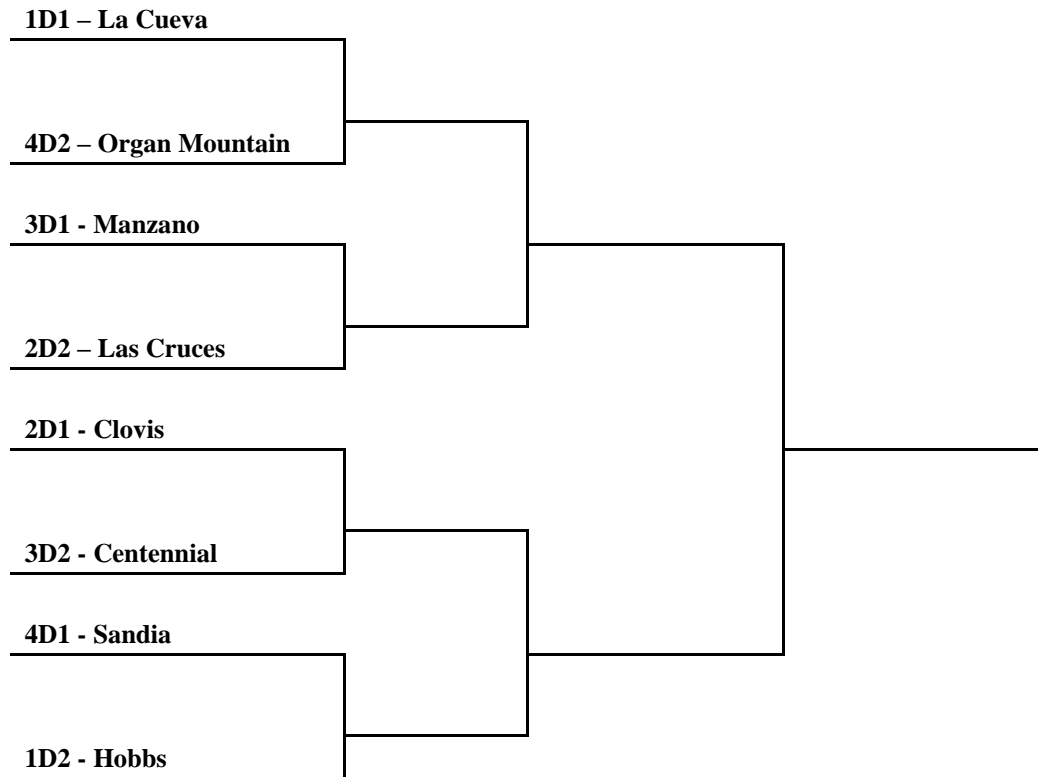 1D1 – La Cueva
4D2 – Organ Mountain
3D1 - Manzano
2D2 – Las Cruces
2D1 - Clovis
3D2 - Centennial
4D1 - Sandia
1D2 - Hobbs